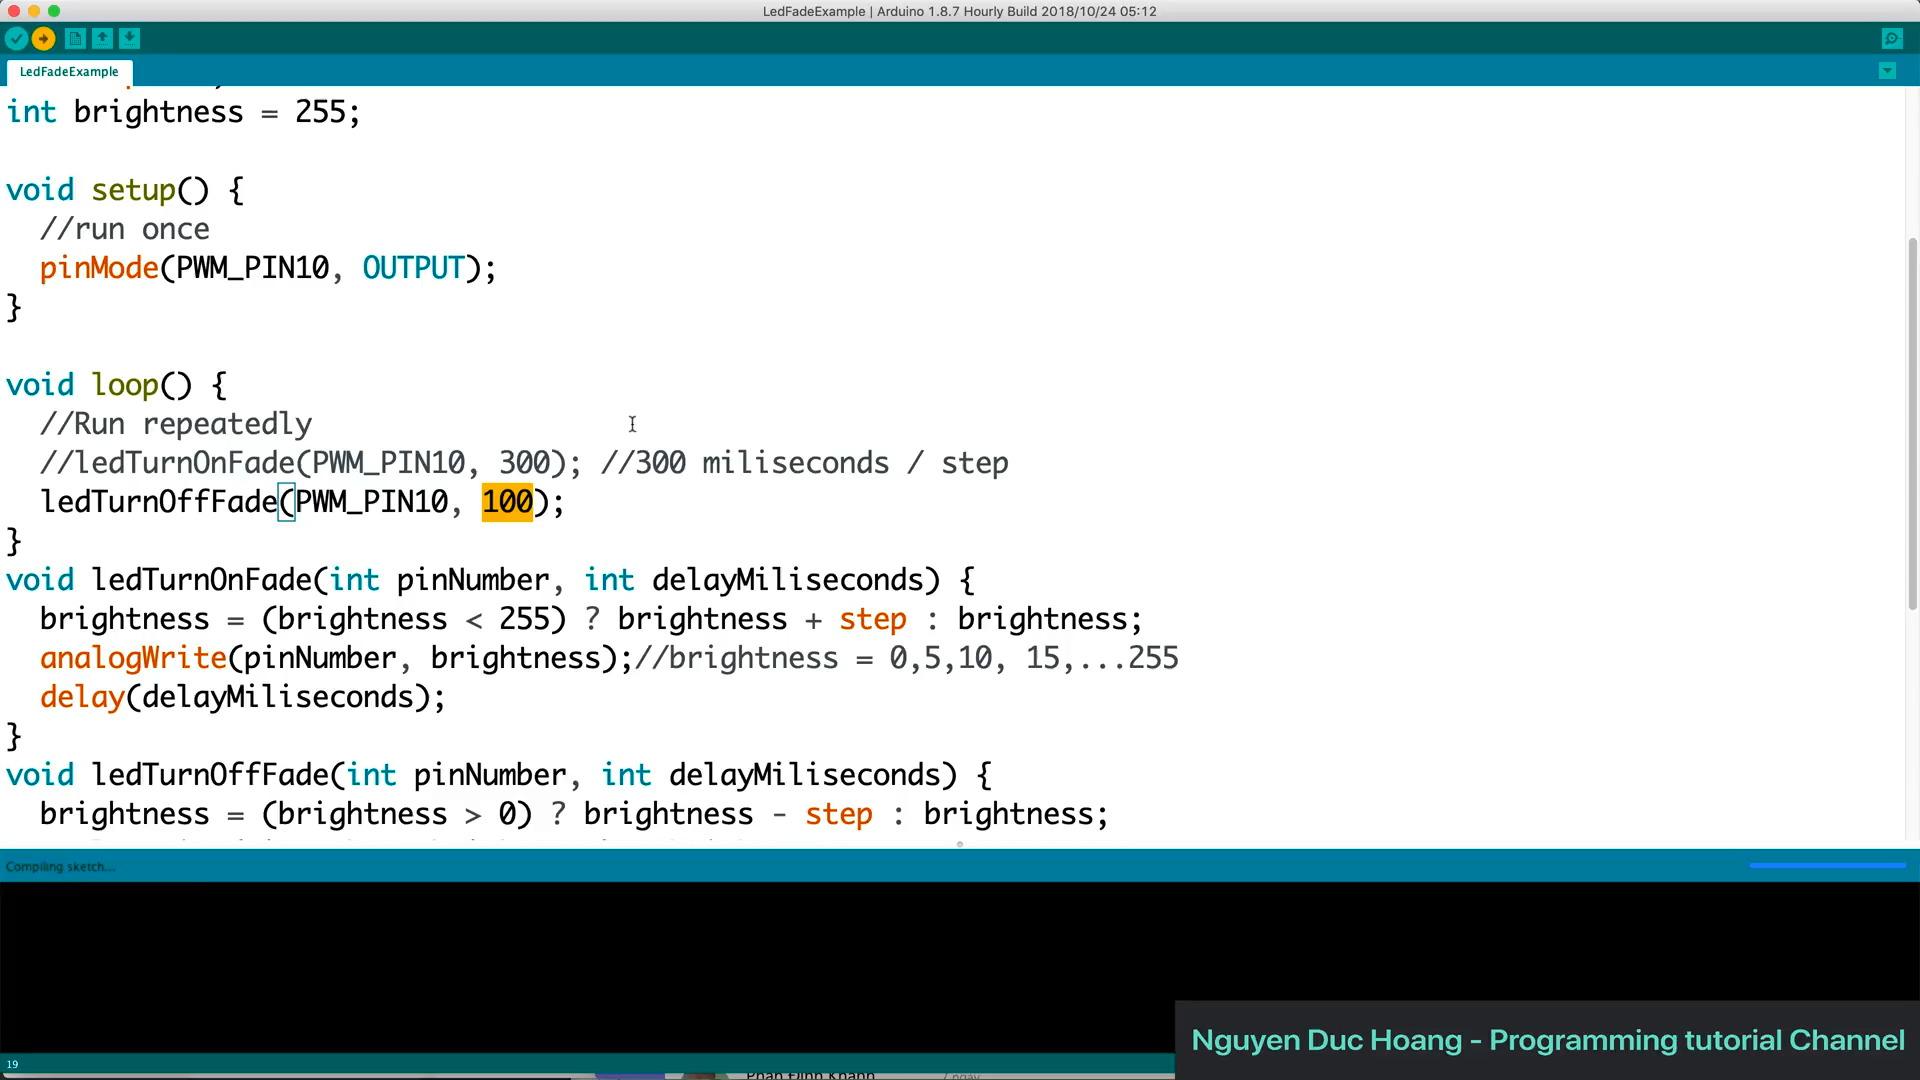 LedFadeExample | Arduino 1.8.7 Hourly Build 2018/10/24 05:12
LedFadeExample
int brightness = 255;
void setup() {
//run once
pinMode(PWM_PIN10, OUTPUT);
}
void loop() {
//Run repeatedly
//ledTurnOnFade(PWM_PIN10, 300); //300 miliseconds / step
ledTurnOffFade(PWM_PIN10, 100);
}
void ledTurnOnFade(int pinNumber, int delayMiliseconds) {
brightness = (brightness < 255) ? brightness + step : brightness;
analogWrite(pinNumber, brightness);//brightness = 0,5,10, 15,...255
delay(delayMiliseconds);
}
void ledTurnOffFade(int pinNumber, int delayMiliseconds) {
brightness = (brightness > 0) ? brightness - step : brightness;
Compiling sketch...
Nguyen Duc Hoang - Programming tutorial Channel
19